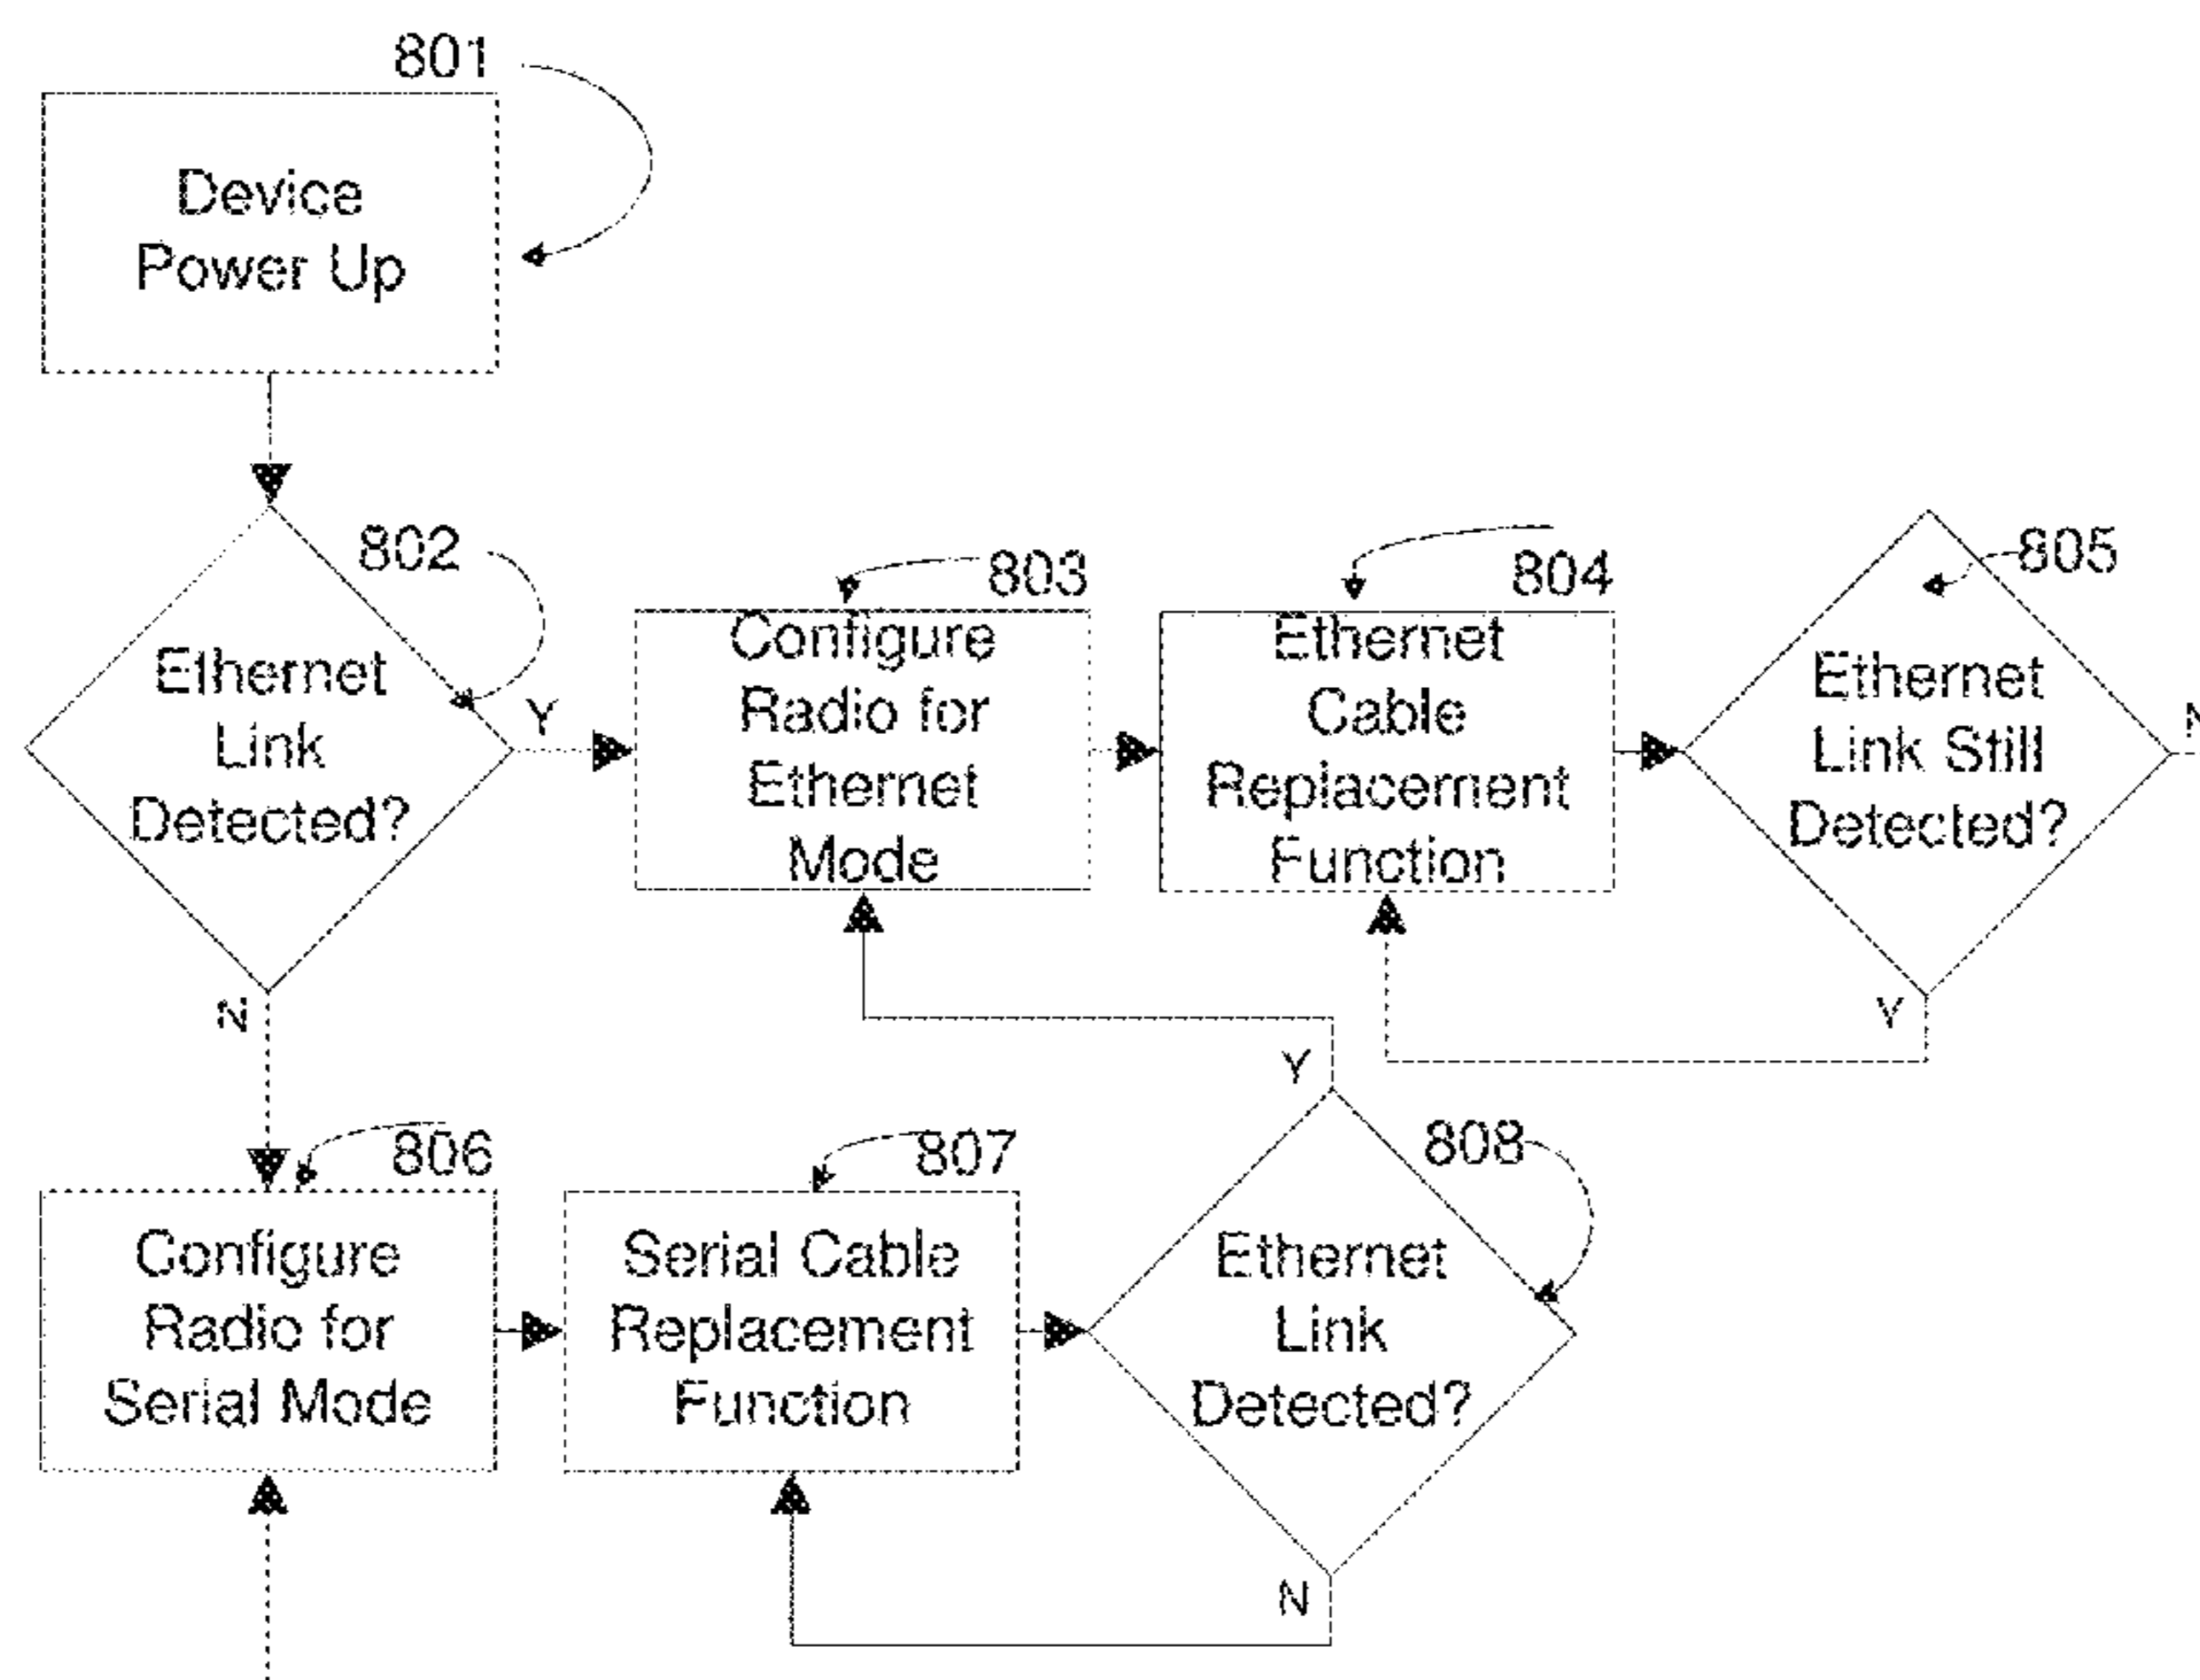 801
Device
Power Up
802
Ethernet
Link
Detected?
Y
N
803
Configure
Radio for
Ethernet
Mode
804
Ethernet
Cable
Replacement
Function
805
Ethernet
Link Still
Detected?
N
Y
806
Configure
Radio for
Serial Mode
807
Serial Cable
Replacement
Function
808
Ethernet
Link
Detected?
Y
N